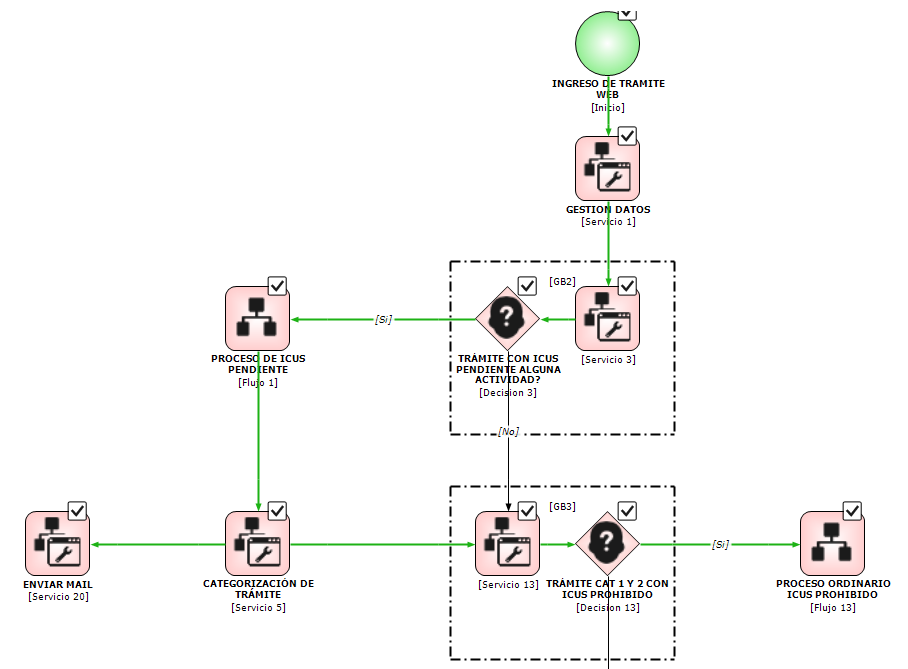 INGRESO DE TRAMITE
WEB
[Inicio]
GESTION DATOS
[Servicio 1]
[GB2]
[Si]
PROCESO DE ICUS
PENDIENTE
[Flujo 1]
TRÁMITE CON ICUS
PENDIENTE ALGUNA
ACTIVIDAD?
[Decision 3]
[Servicio 3]
[No]
[GB3]
[Si]
ENVIAR MAIL
[Servicio 20]
CATEGORIZACIÓN DE
TRÁMITE
[Servicio 5]
[Servicio 13]
TRÁMITE CAT 1 Y 2 CON
ICUS PROHIBIDO
[Decision 13]
PROCESO ORDINARIO
ICUS PROHIBIDO
[Flujo 13]